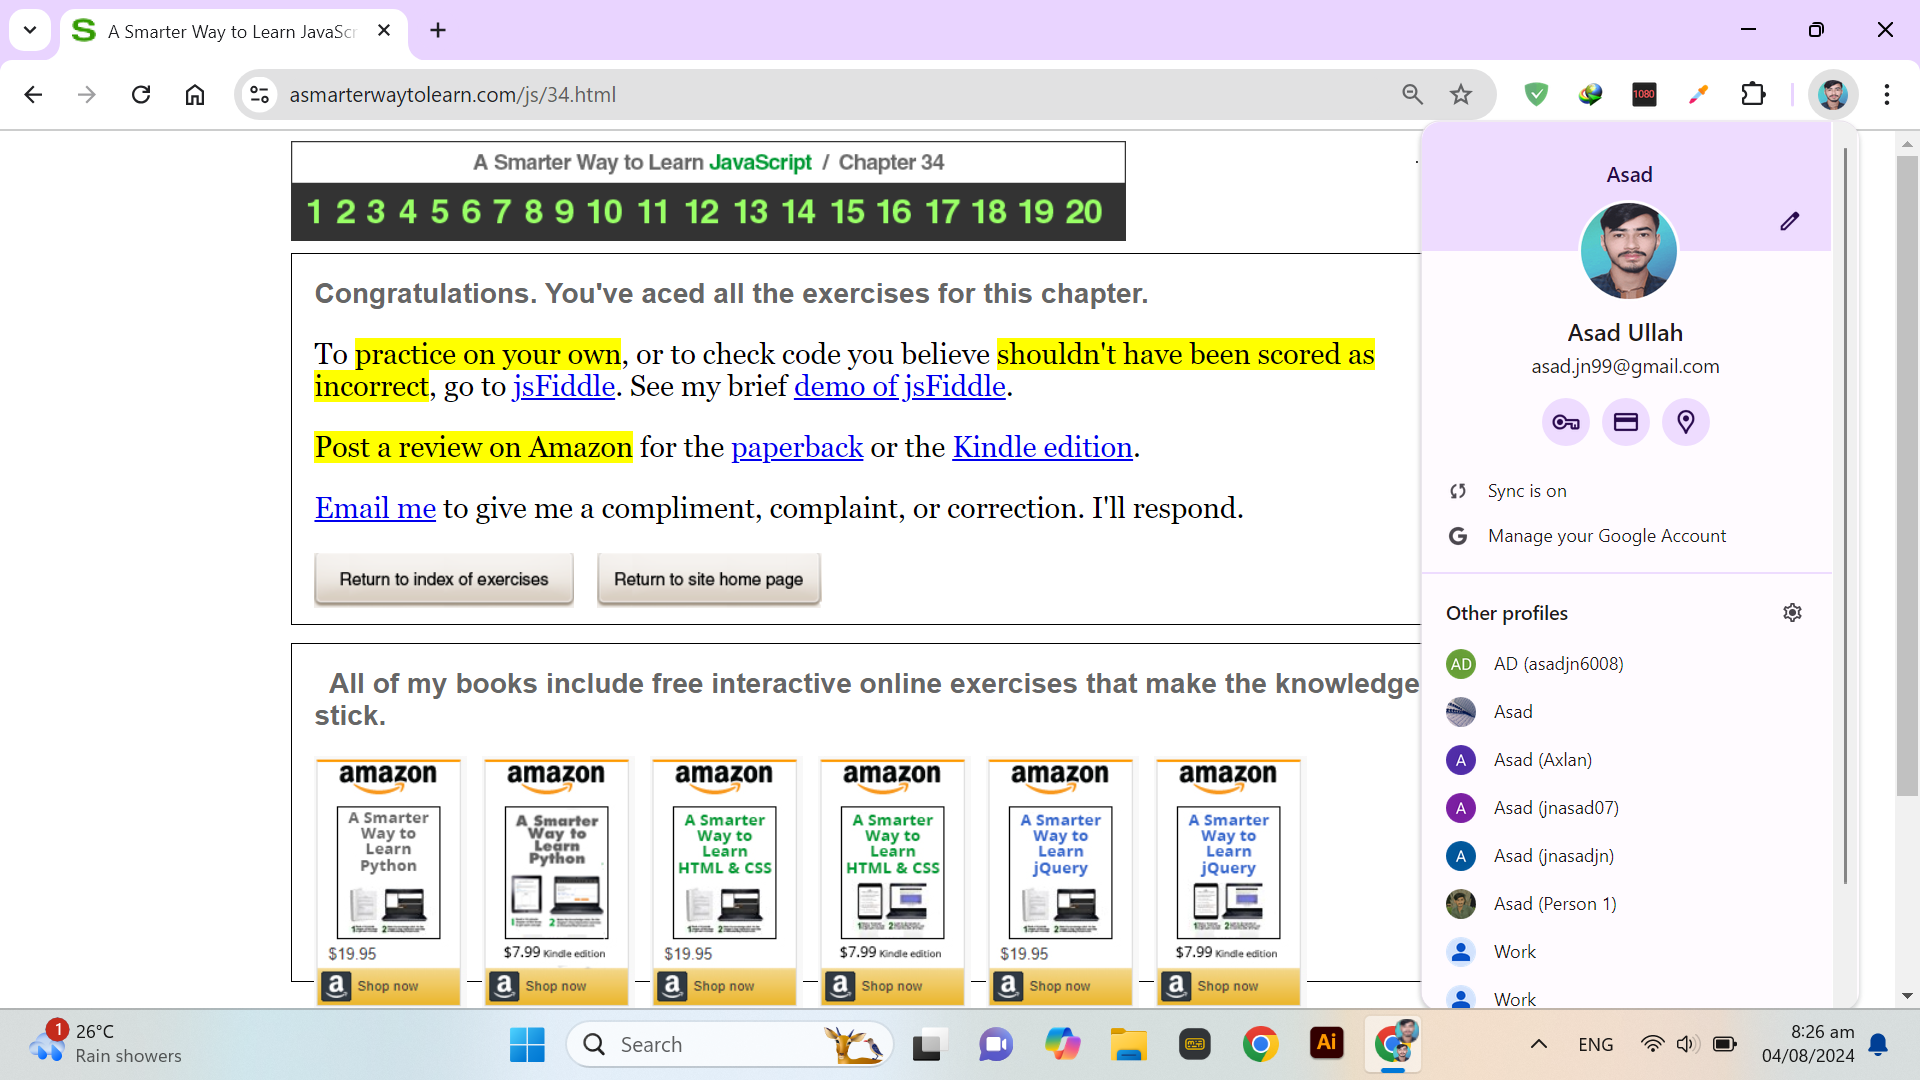 A Smarter Way to Learn JavaScr
asmarterwaytolearn.com/js/34.html
1080
A Smarter Way to Learn JavaScript / Chapter 34
1 2 3 4 5 6 7 8 9 10 11 12 13 14 15 16 17 18 19 20
Congratulations. You've aced all the exercises for this chapter.
To practice on your own, or to check code you believe shouldn't have been scored as
incorrect, go to jsFiddle. See my brief demo of jsFiddle.
Post a review on Amazon for the paperback or the Kindle edition.
Email me to give me a compliment, complaint, or correction. I'll respond.
Return to index of exercises
Return to site home page
All of my books include free interactive online exercises that make the knowledge
stick.
amazon
A Smarter
Way to
Learn
Python
$19.95
Shop now
amazon
A Smarter
Way to
Learn
Python
$7.99 Kindle edition
Shop now
amazon
A Smarter
Way to
Learn
HTML & CSS
$19.95
Shop now
amazon
A Smarter
Way to
Learn
HTML & CSS
$7.99 Kindle edition
Shop now
amazon
A Smarter
Way to
Learn
jQuery
$19.95
Shop now
amazon
A Smarter
Way to
Learn
jQuery
$7.99 Kindle edition
Shop now
Asad
Asad Ullah
asad.jn99@gmail.com
Sync is on
Manage your Google Account
Other profiles
AD AD (asadjn6008)
Asad
A Asad (Axlan)
A Asad (jnasad07)
A Asad (jnasadjn)
Asad (Person 1)
Work
Work
1
26°C
Rain showers
Search
Ai
ENG
8:26 am
04/08/2024